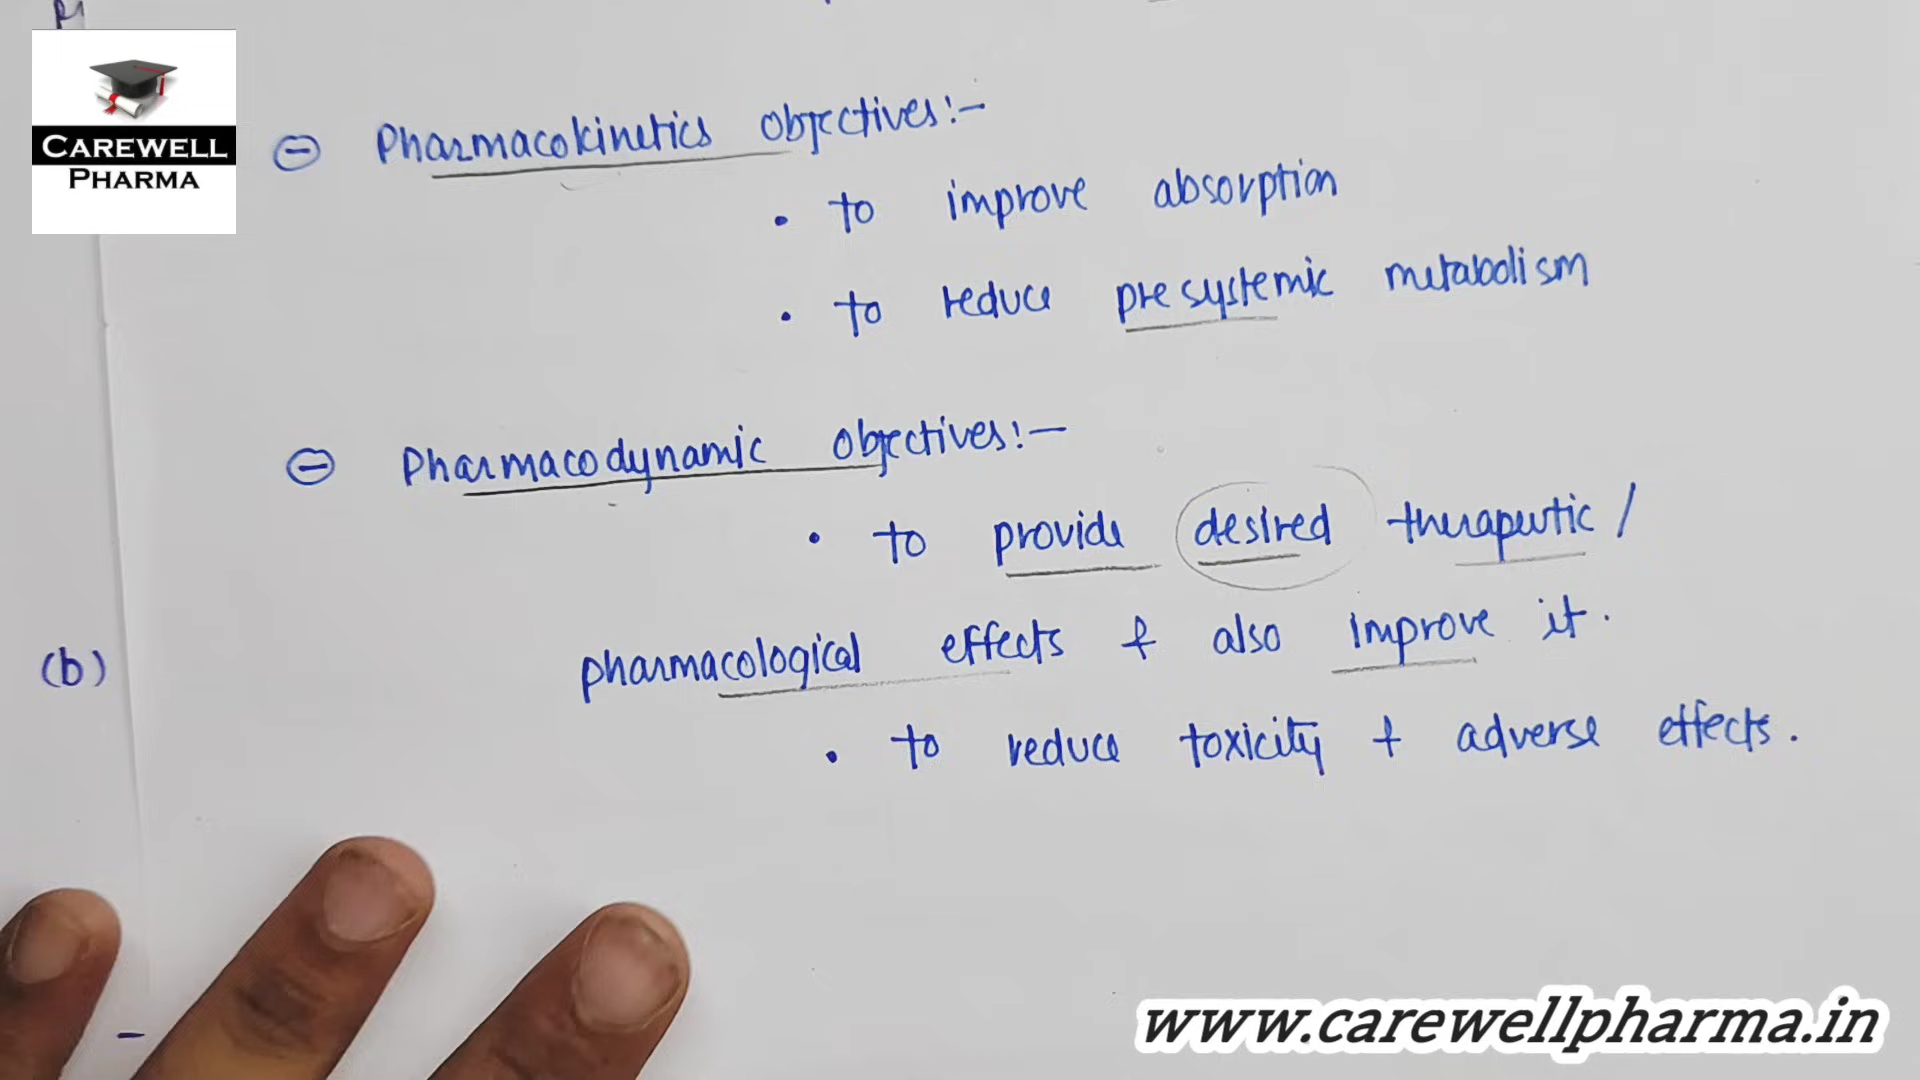 CAREWELL
PHARMA
⊖ Pharmacokinetics objectives:-
• to improve absorption
• to reduce presystemic metabolism
⊖ Pharmacodynamic objectives:-
• to provide desired therapeutic /
(b)
pharmacological effects & also improve it.
• to reduce toxicity & adverse effects.
-
www.carewellpharma.in